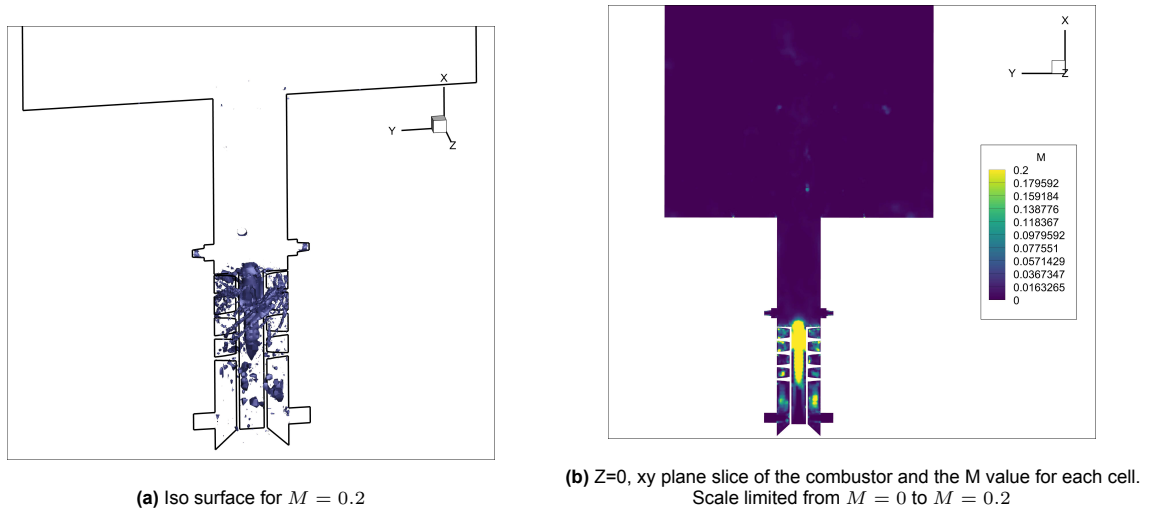 X
Y
Z
(a) Iso surface for M = 0.2
X
Y
Z
M
0.2
0.179592
0.159184
0.138776
0.118367
0.0979592
0.077551
0.0571429
0.0367347
0.0163265
0
(b) Z=0, xy plane slice of the combustor and the M value for each cell.
Scale limited from M = 0 to M = 0.2